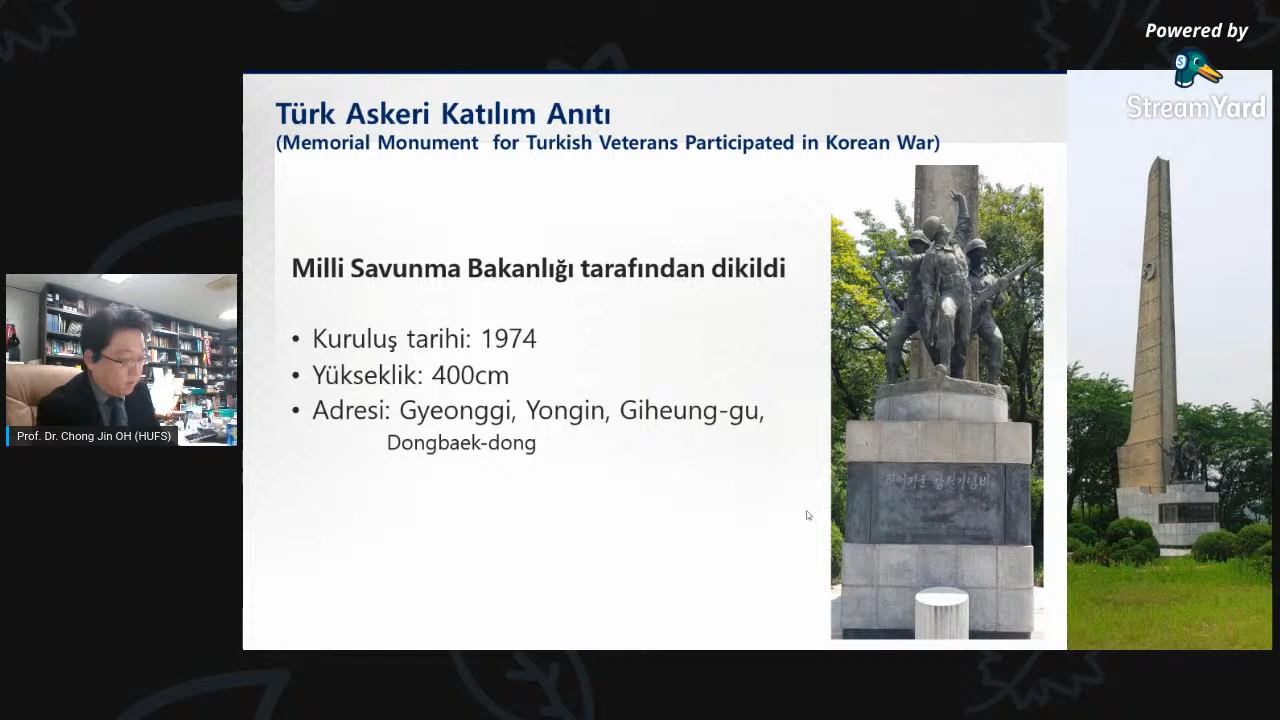 Powered by
StreamYard
Türk Askeri Katılım Anıtı
(Memorial Monument for Turkish Veterans Participated in Korean War)
Milli Savunma Bakanlığı tarafından dikildi
• Kuruluş tarihi: 1974
• Yükseklik: 400cm
• Adresi: Gyeonggi, Yongin, Giheung-gu,
Dongbaek-dong
Prof. Dr. Chong Jin OH (HUFS)